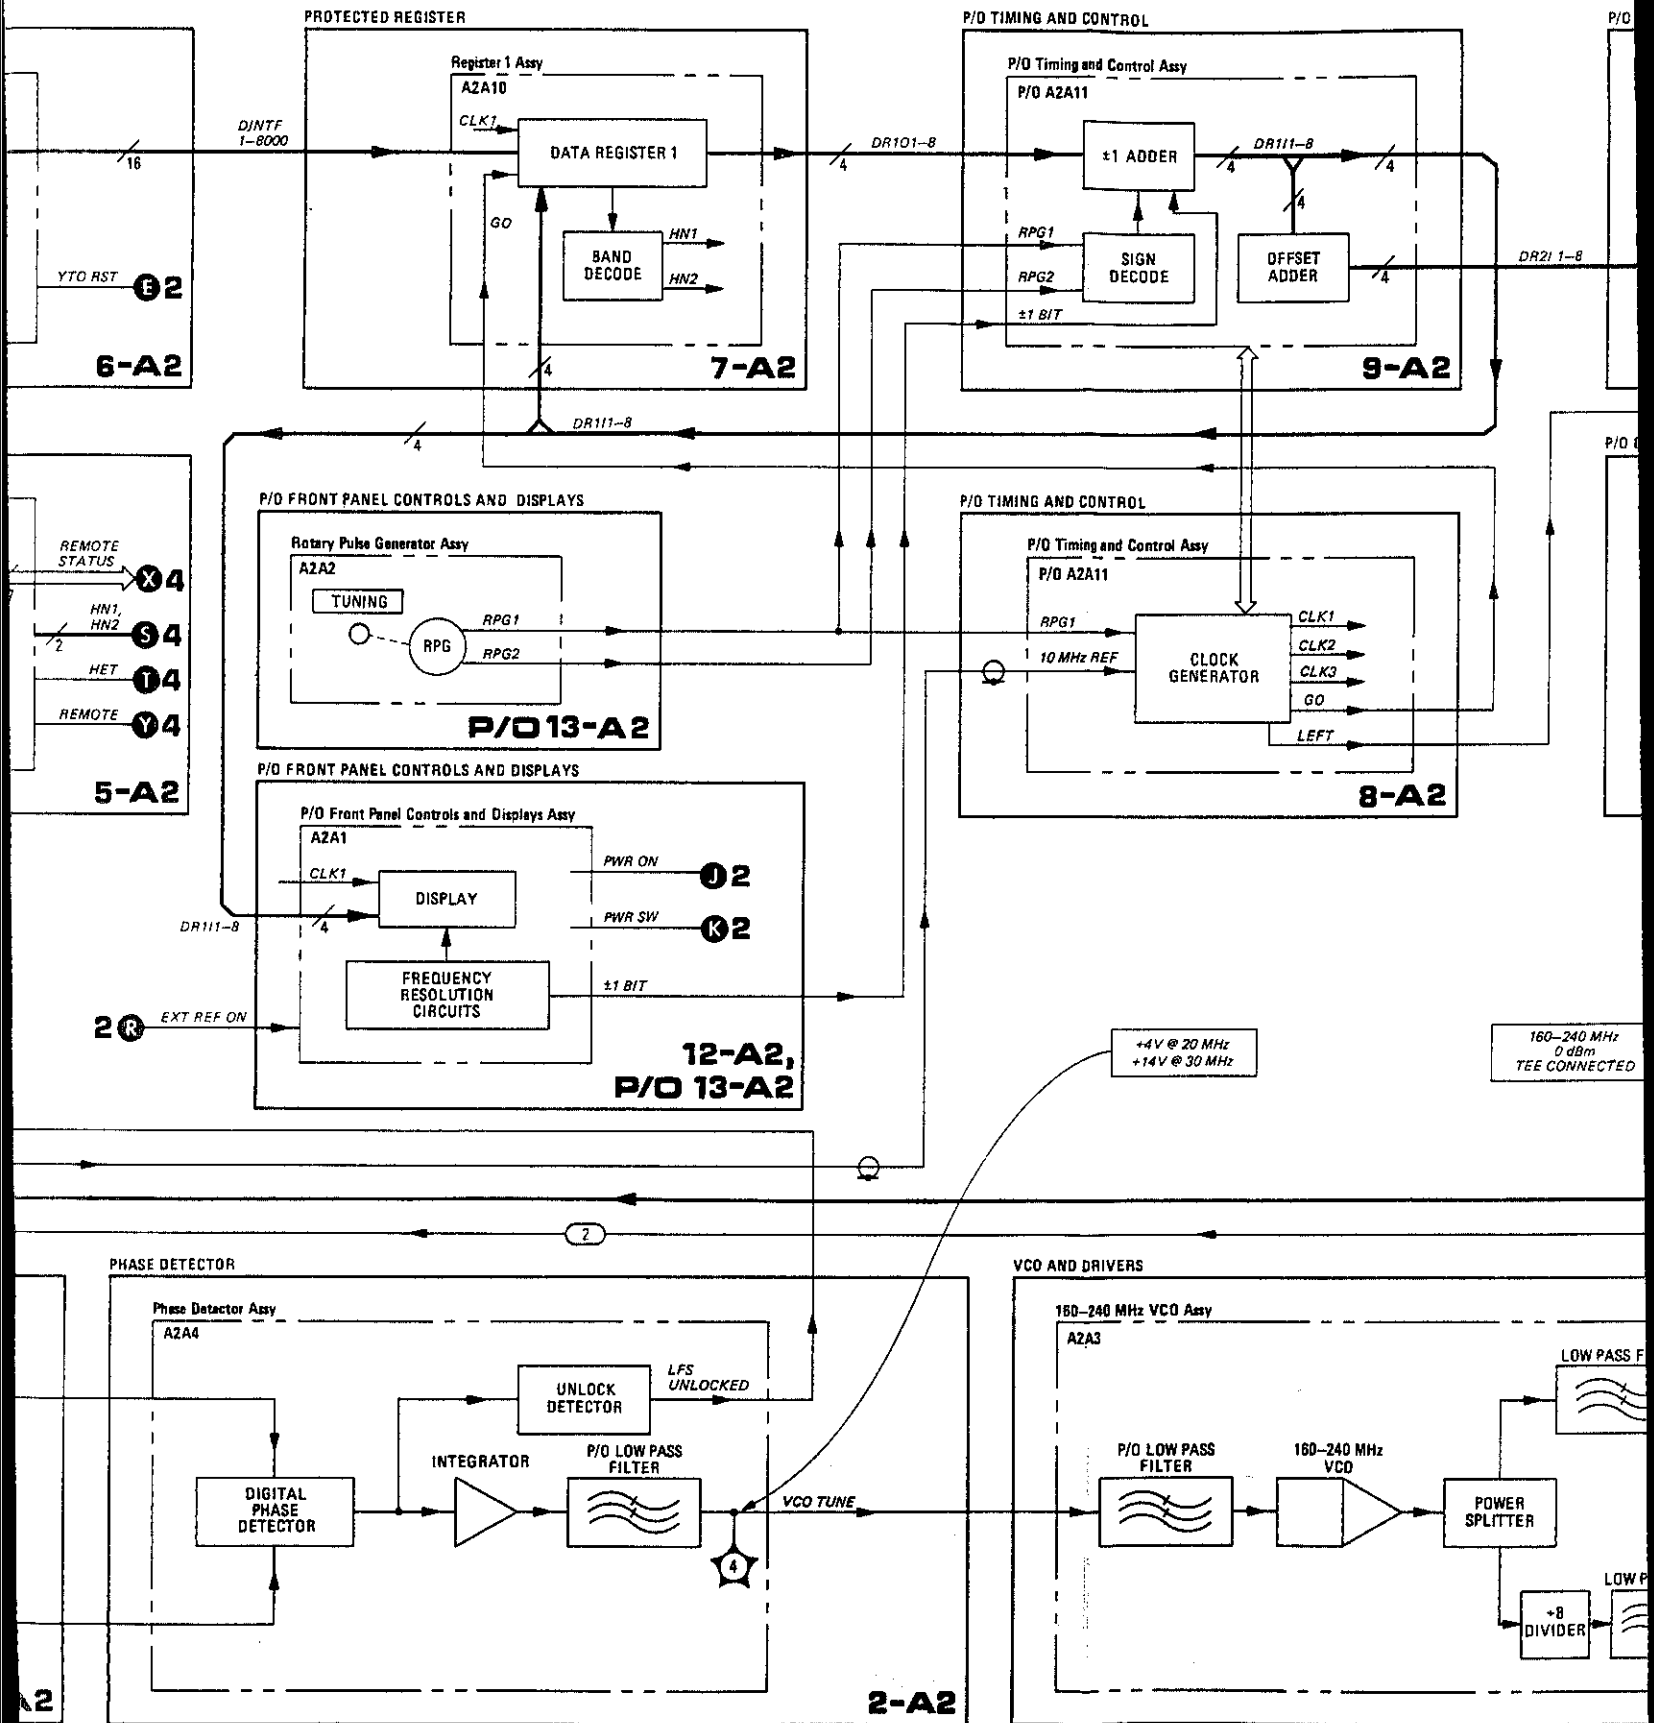 PROTECTED REGISTER
P/O TIMING AND CONTROL
P/O
Register 1 Assy
A2A10
CLK1
DATA REGISTER 1
GO
BAND
DECODE
HN1
HN2
7-A2
DINTF
1-8000
16
YTO RST
E 2
6-A2
DR1O1-8
4
P/O Timing and Control Assy
P/O A2A11
±1 ADDER
4
DR1I1-8
4
4
RPG1
RPG2
±1 BIT
SIGN
DECODE
OFFSET
ADDER
4
DR2I 1-8
9-A2
4
DR1I1-8
4
P/O FRONT PANEL CONTROLS AND DISPLAYS
Rotary Pulse Generator Assy
A2A2
TUNING
RPG
RPG1
RPG2
P/O 13-A2
REMOTE
STATUS
X 4
HN1,
HN2
2
S 4
HET
T 4
REMOTE
Y 4
5-A2
P/O TIMING AND CONTROL
P/O Timing and Control Assy
P/O A2A11
RPG1
10 MHz REF
CLOCK
GENERATOR
CLK1
CLK2
CLK3
GO
LEFT
8-A2
P/O
P/O FRONT PANEL CONTROLS AND DISPLAYS
P/O Front Panel Controls and Displays Assy
A2A1
CLK1
DISPLAY
DR1I1-8
4
PWR ON
J 2
PWR SW
K 2
FREQUENCY
RESOLUTION
CIRCUITS
±1 BIT
2 R
EXT REF ON
12-A2,
P/O 13-A2
+4V @ 20 MHz
+14V @ 30 MHz
160-240 MHz
0 dBm
TEE CONNECTED
2
PHASE DETECTOR
Phase Detector Assy
A2A4
UNLOCK
DETECTOR
LFS
UNLOCKED
INTEGRATOR
P/O LOW PASS
FILTER
DIGITAL
PHASE
DETECTOR
VCO TUNE
4
2-A2
A2
VCO AND DRIVERS
160-240 MHz VCO Assy
A2A3
LOW PASS F
P/O LOW PASS
FILTER
160-240 MHz
VCO
POWER
SPLITTER
LOW P
÷8
DIVIDER